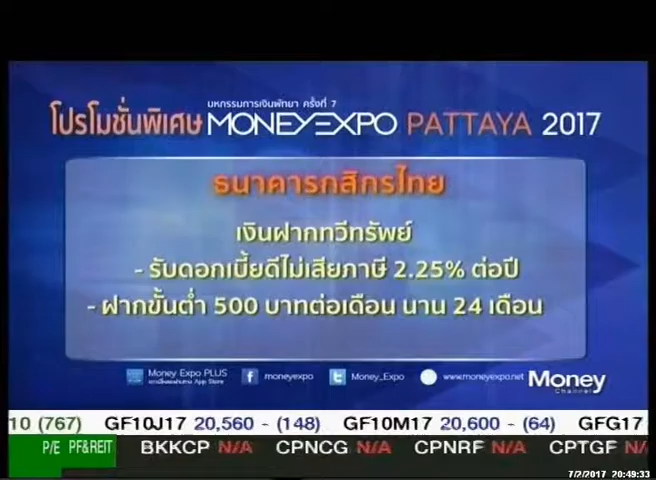 มหกรรมการเงินพัทยา ครั้งที่ 7
โปรโมชั่นพิเศษ MONEY EXPO PATTAYA 2017
ธนาคารกสิกรไทย
เงินฝากทวีทรัพย์
- รับดอกเบี้ยดีไม่เสียภาษี 2.25% ต่อปี
- ฝากขั้นต่ำ 500 บาทต่อเดือน นาน 24 เดือน
Money Expo PLUS
moneyexpo
Money_Expo
www.moneyexpo.net
Money
Channel
10 (767) GF10J17 20,560 - (148) GF10M17 20,600 - (64) GFG17
P/E PF&REIT BKKCP N/A CPNCG N/A CPNRF N/A CPTGF N/
7/2/2017 20:49:33